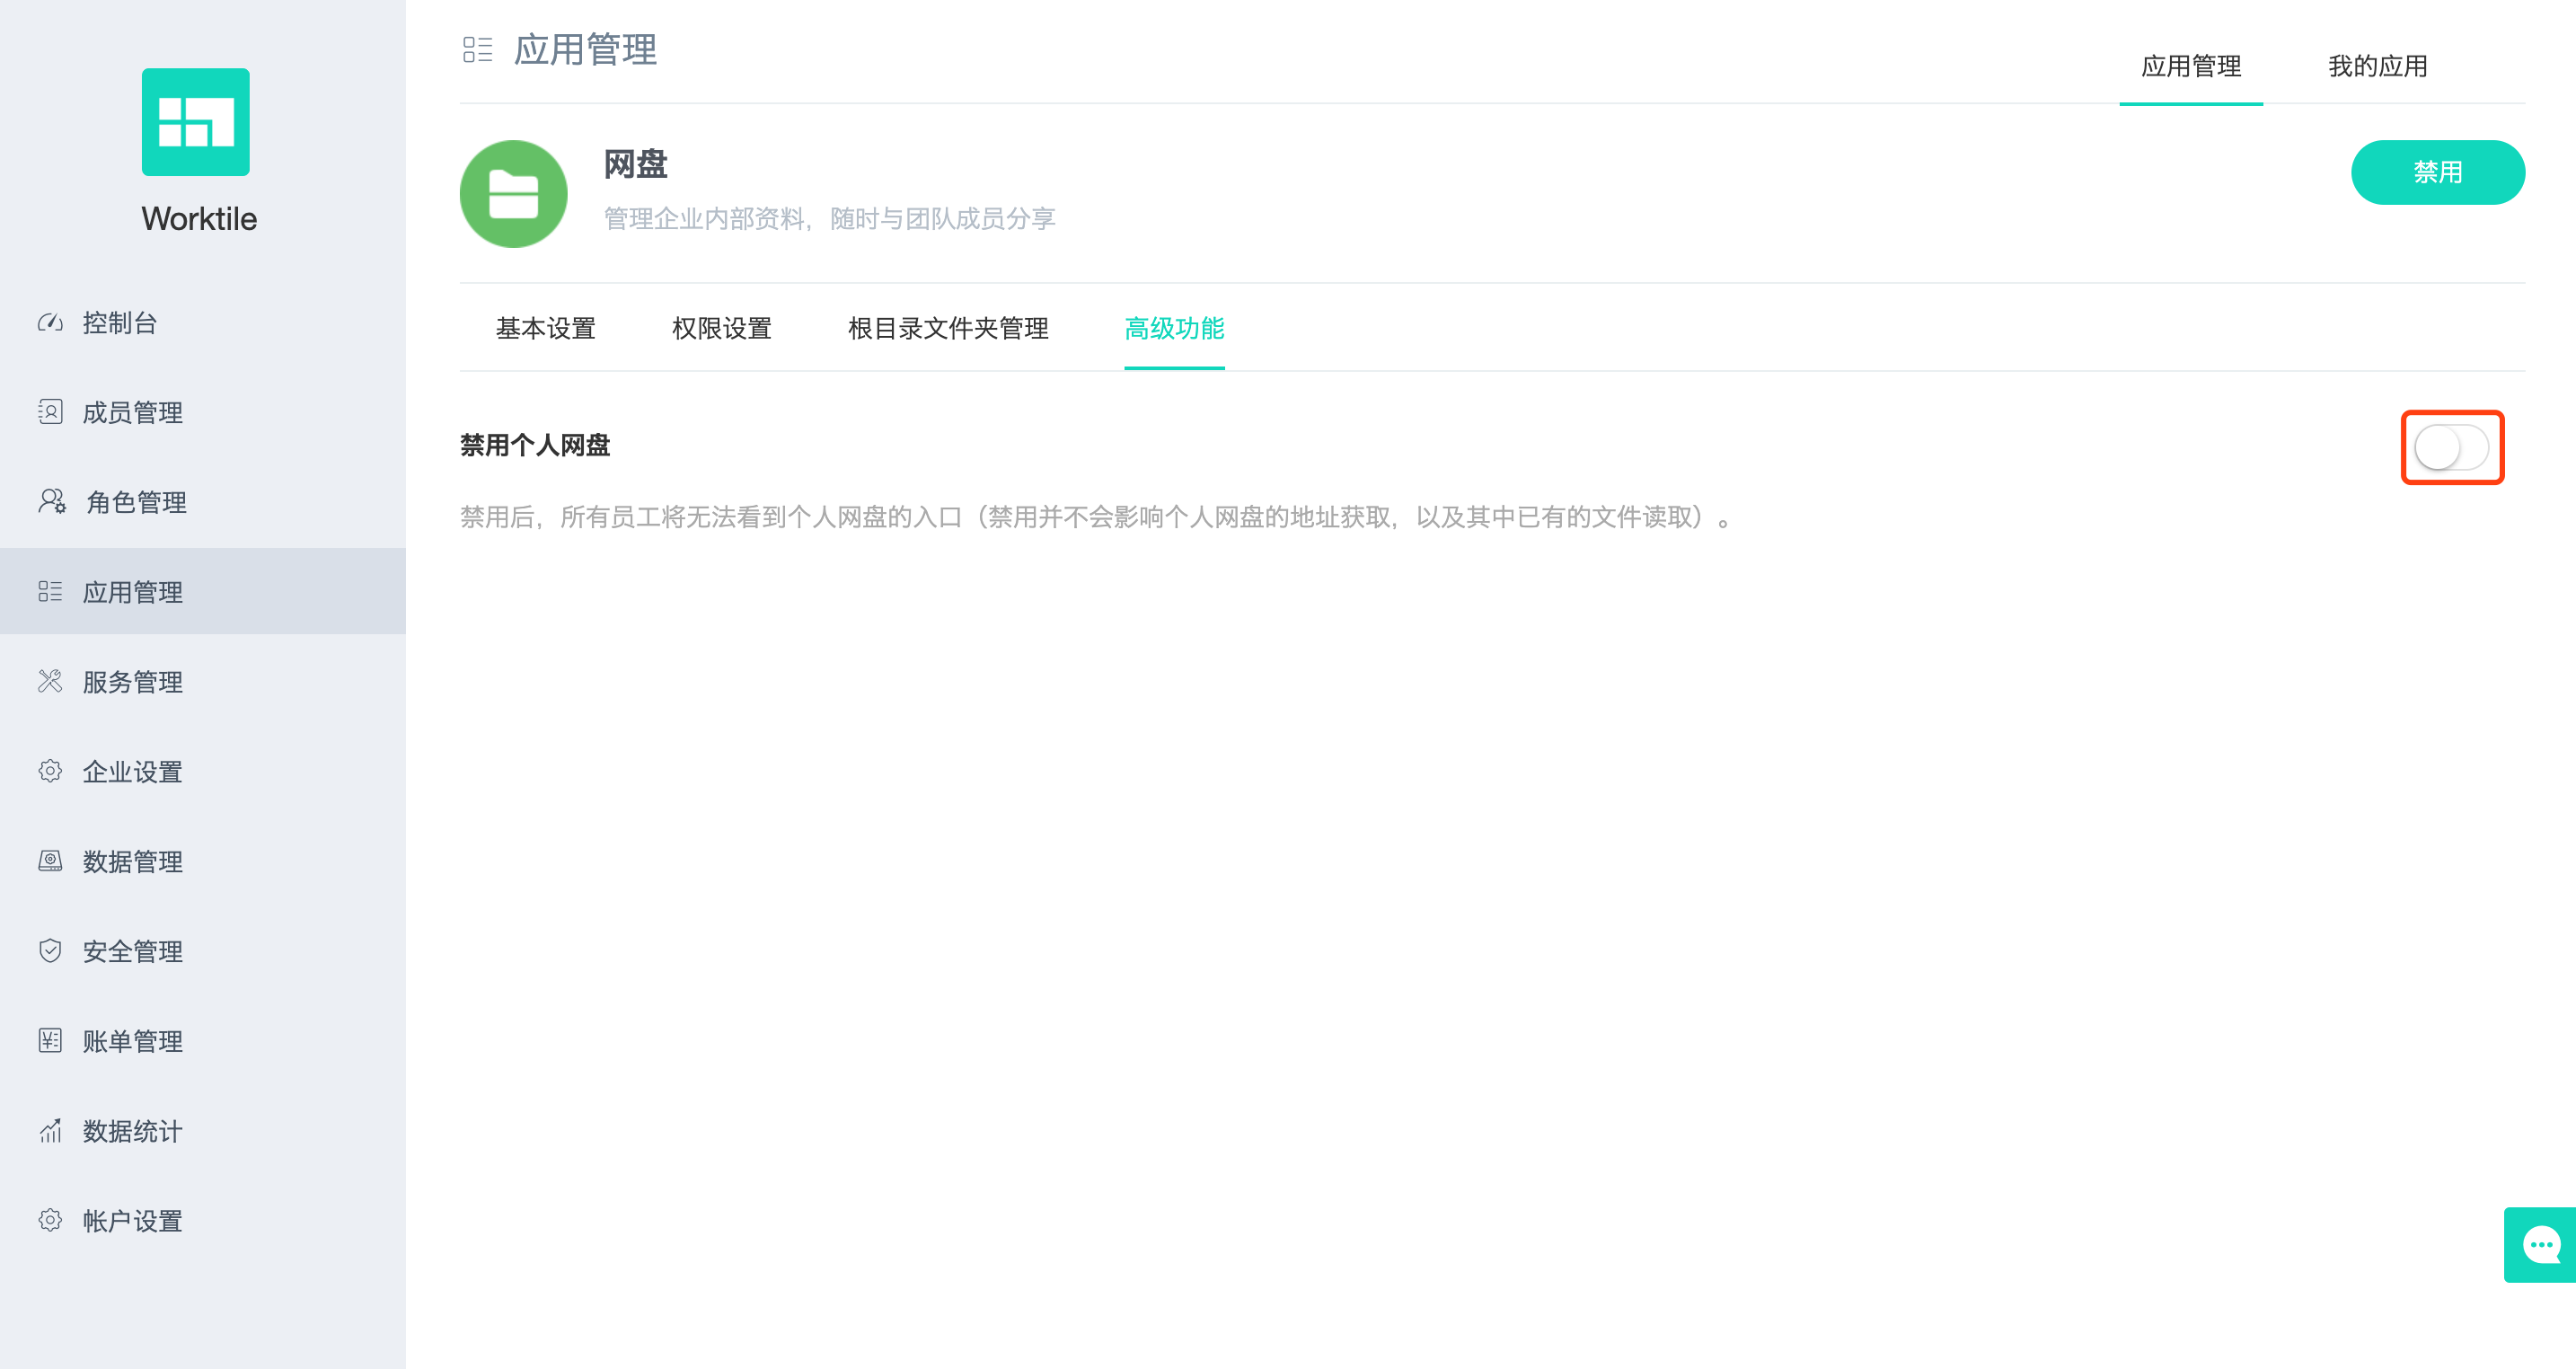 Worktile
控制台
成员管理
角色管理
应用管理
服务管理
企业设置
数据管理
安全管理
账单管理
数据统计
帐户设置
应用管理
应用管理
我的应用
网盘
管理企业内部资料，随时与团队成员分享
禁用
基本设置
权限设置
根目录文件夹管理
高级功能
禁用个人网盘
禁用后，所有员工将无法看到个人网盘的入口（禁用并不会影响个人网盘的地址获取，以及其中已有的文件读取）。